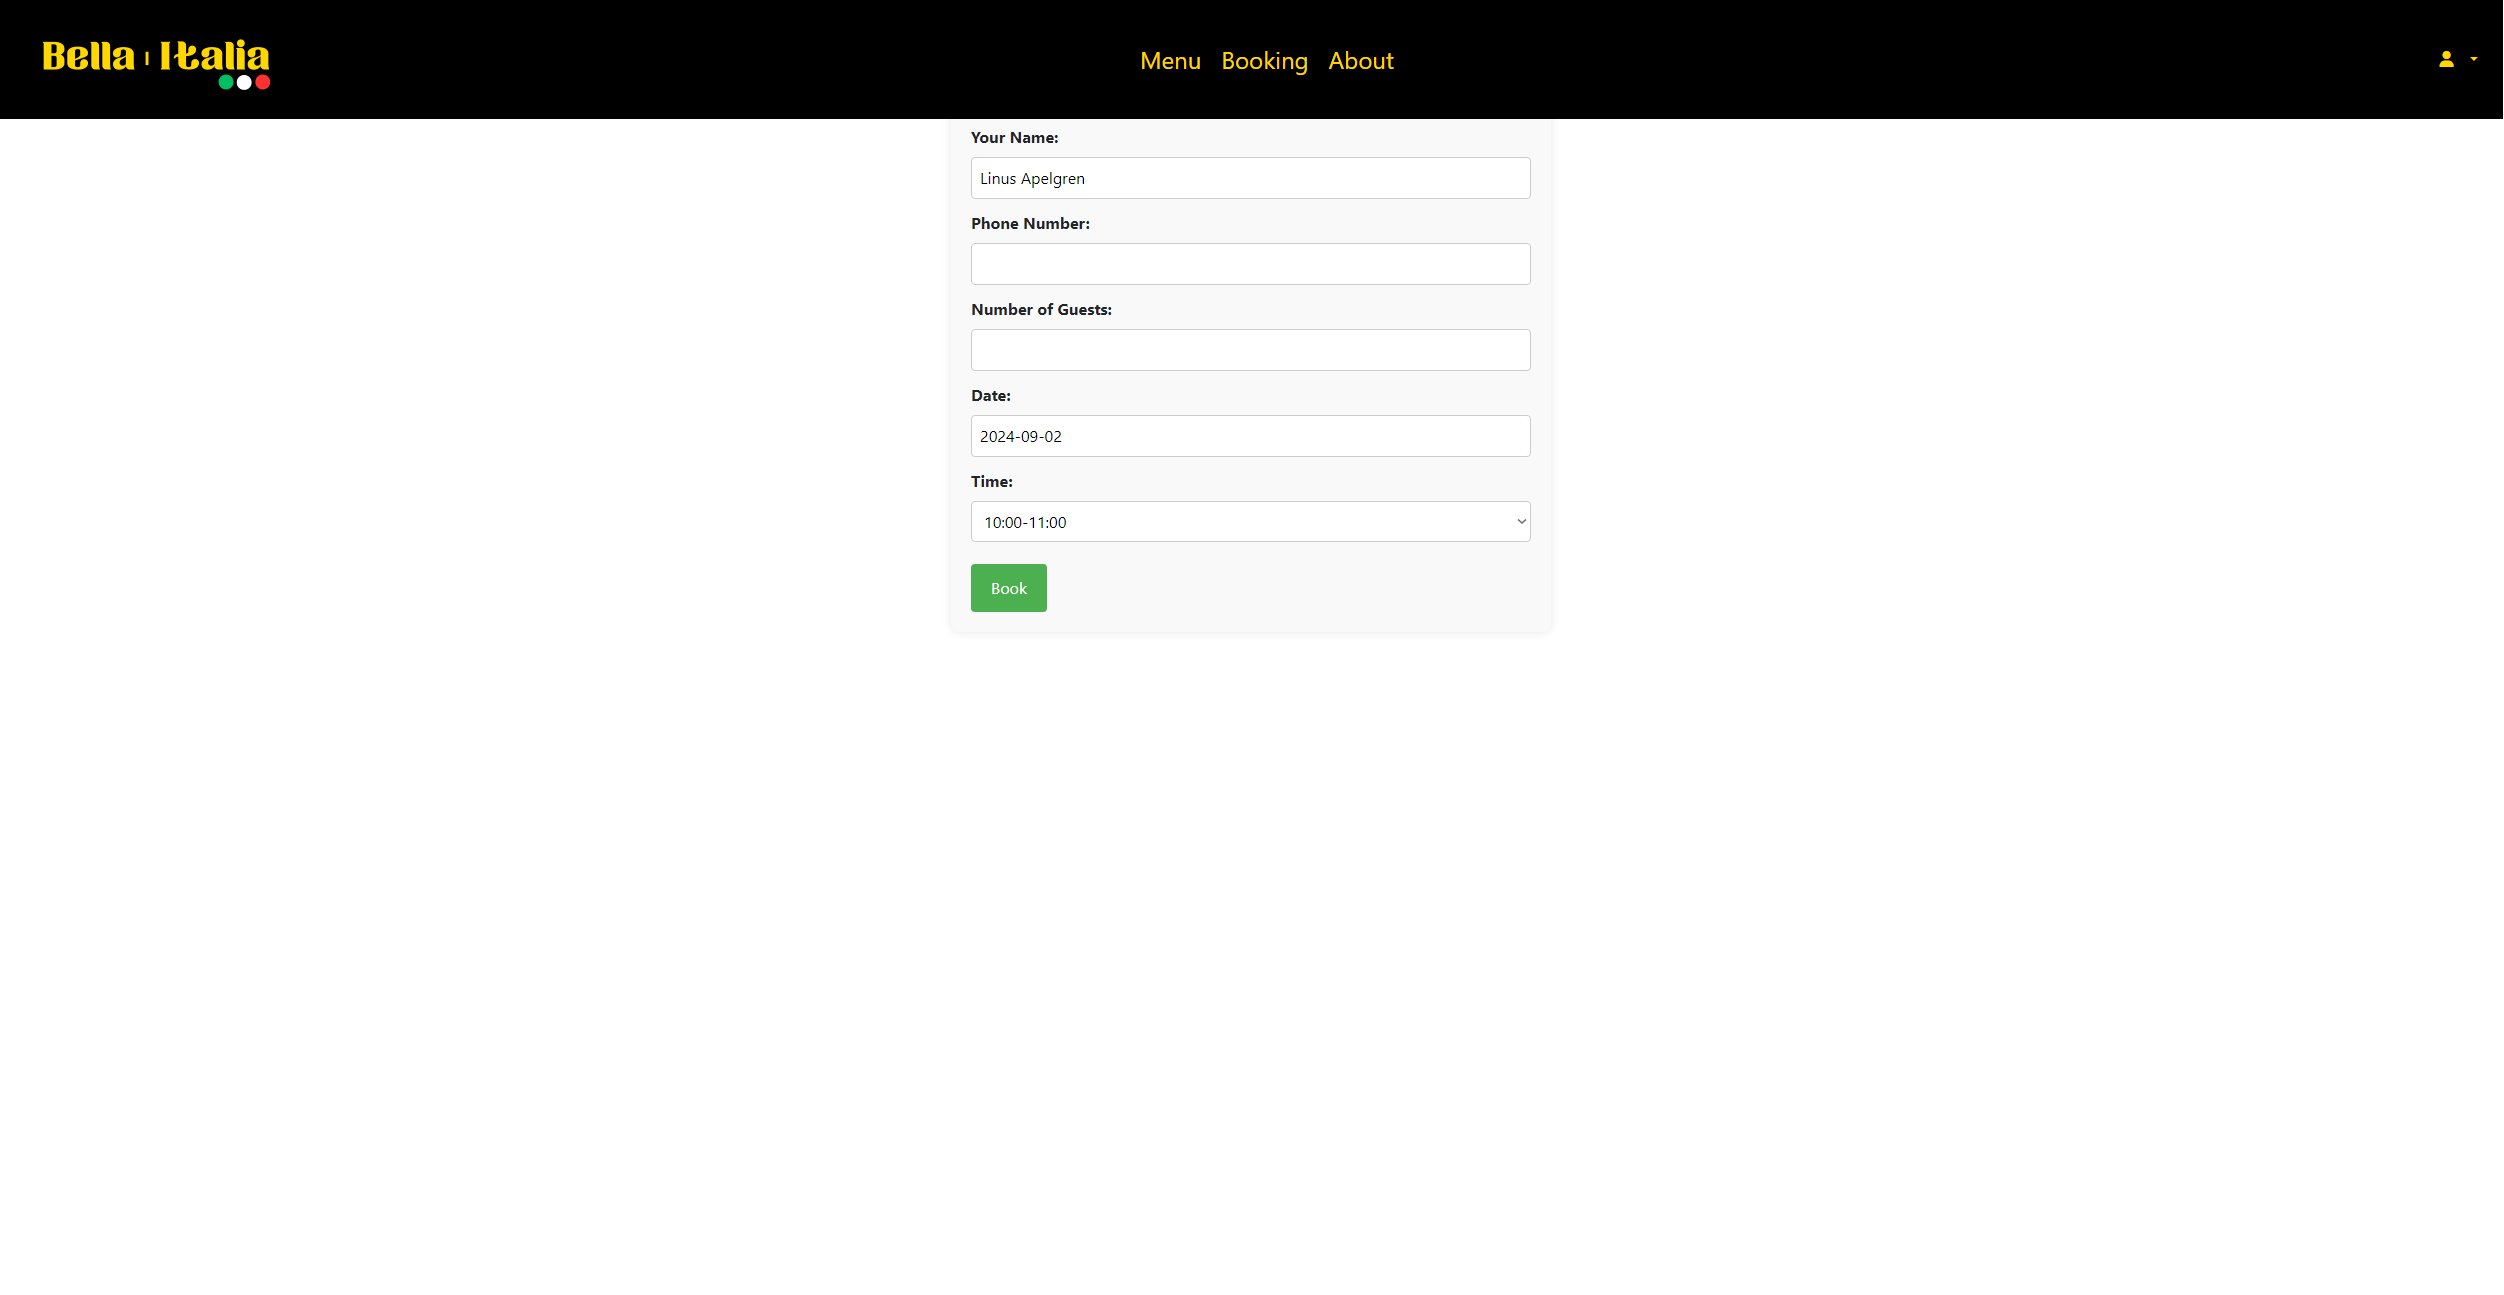 Bella Italia
Menu Booking About
Your Name:
Linus Apelgren
Phone Number:
Number of Guests:
Date:
2024-09-02
Time:
10:00-11:00
Book